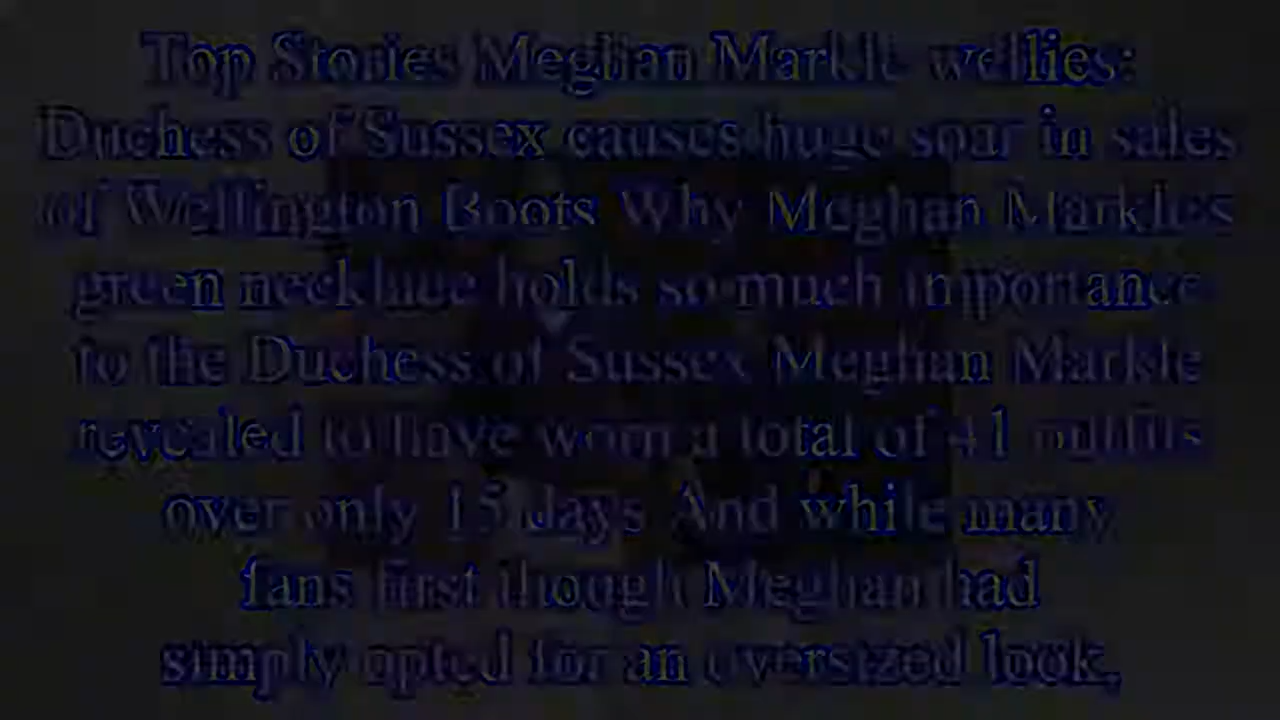 Top Stories Meghan Markle wellies:
Duchess of Sussex causes huge soar in sales
of Wellington Boots Why Meghan Markles
green necklace holds so much importance
to the Duchess of Sussex Meghan Markle
revealed to have worn a total of 41 outfits
over only 15 days And while many
fans first though Meghan had
simply opted for an oversized look,